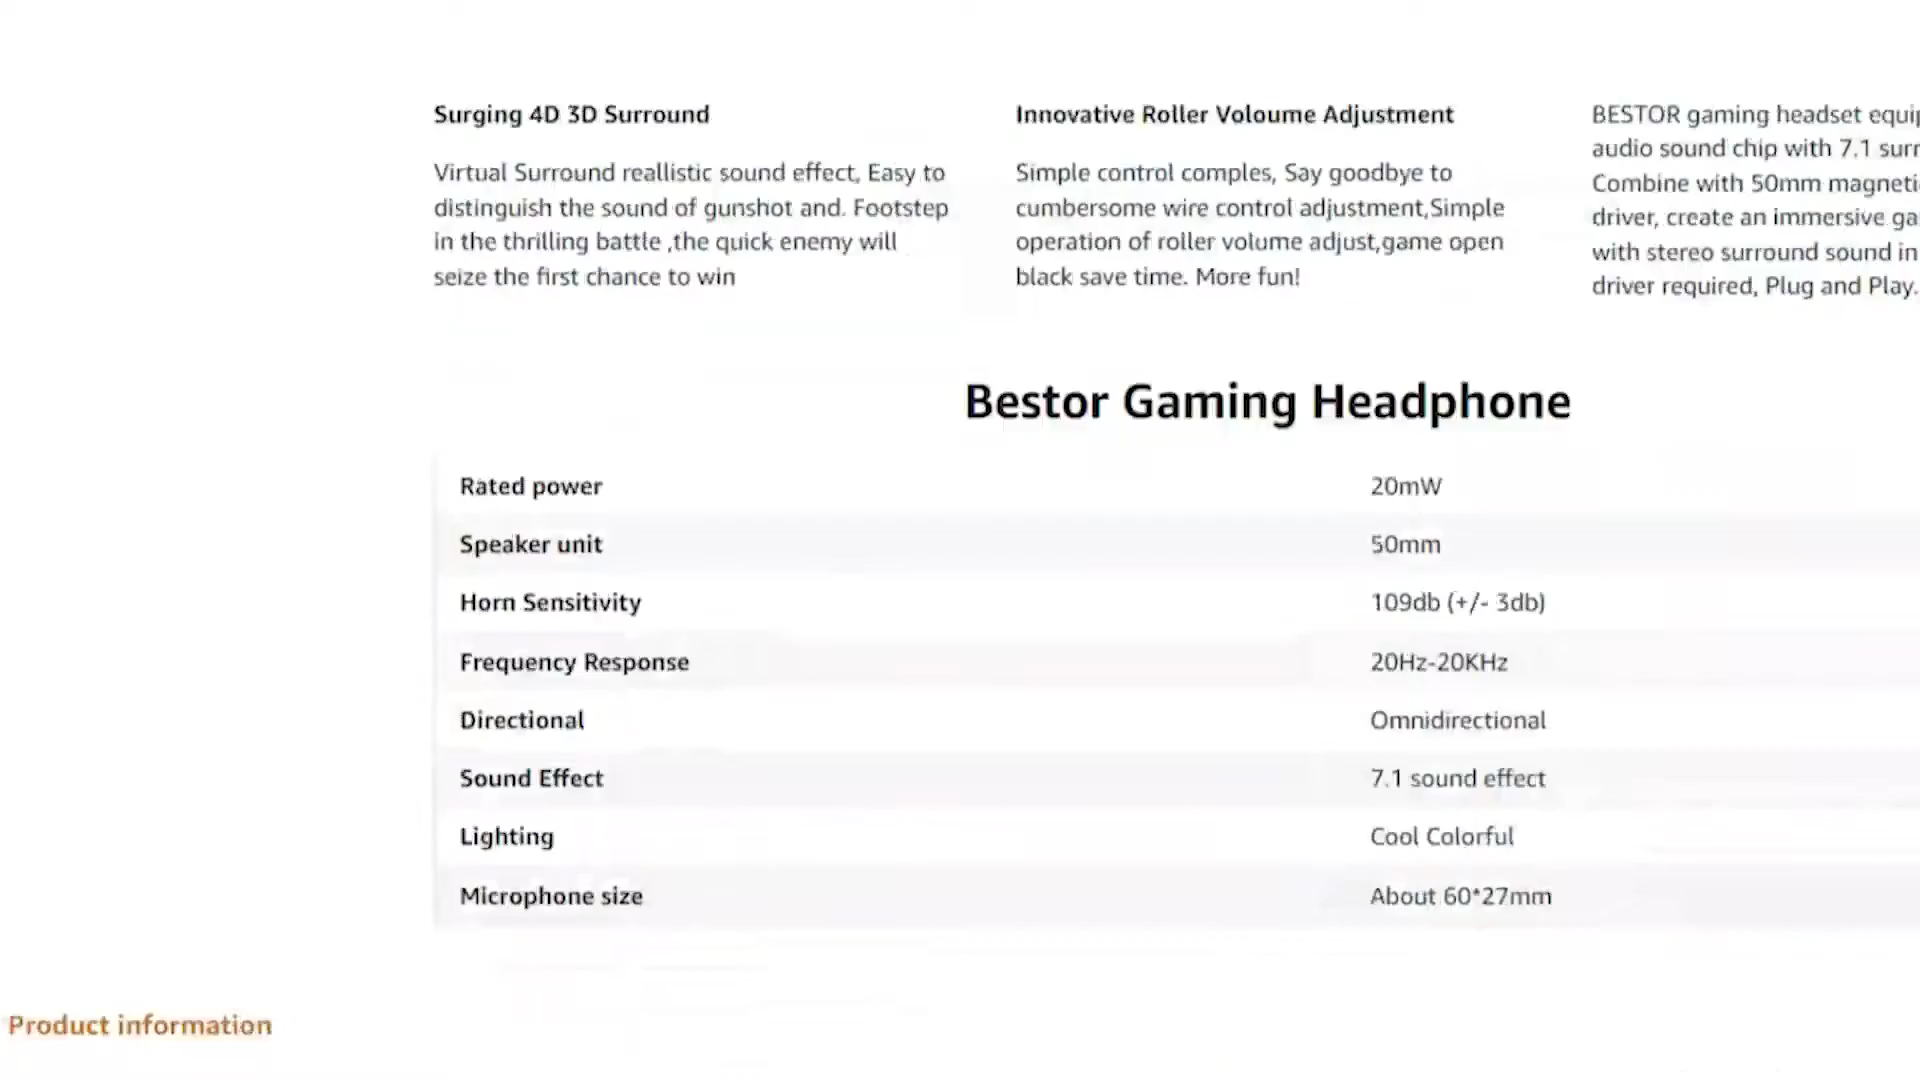 Surging 4D 3D Surround
Virtual Surround reallistic sound effect, Easy to
distinguish the sound of gunshot and. Footstep
in the thrilling battle ,the quick enemy will
seize the first chance to win
Innovative Roller Voloume Adjustment
Simple control comples, Say goodbye to
cumbersome wire control adjustment,Simple
operation of roller volume adjust,game open
black save time. More fun!
BESTOR gaming headset
audio sound chip with 7.1
Combine with 50mm
driver, create an immersive
with stereo surround sound in
driver required, Plug and Play.
Bestor Gaming Headphone
Rated power 20mW
Speaker unit 50mm
Horn Sensitivity 109db (+/- 3db)
Frequency Response 20Hz-20KHz
Directional Omnidirectional
Sound Effect 7.1 sound effect
Lighting Cool Colorful
Microphone size About 60*27mm
Product information